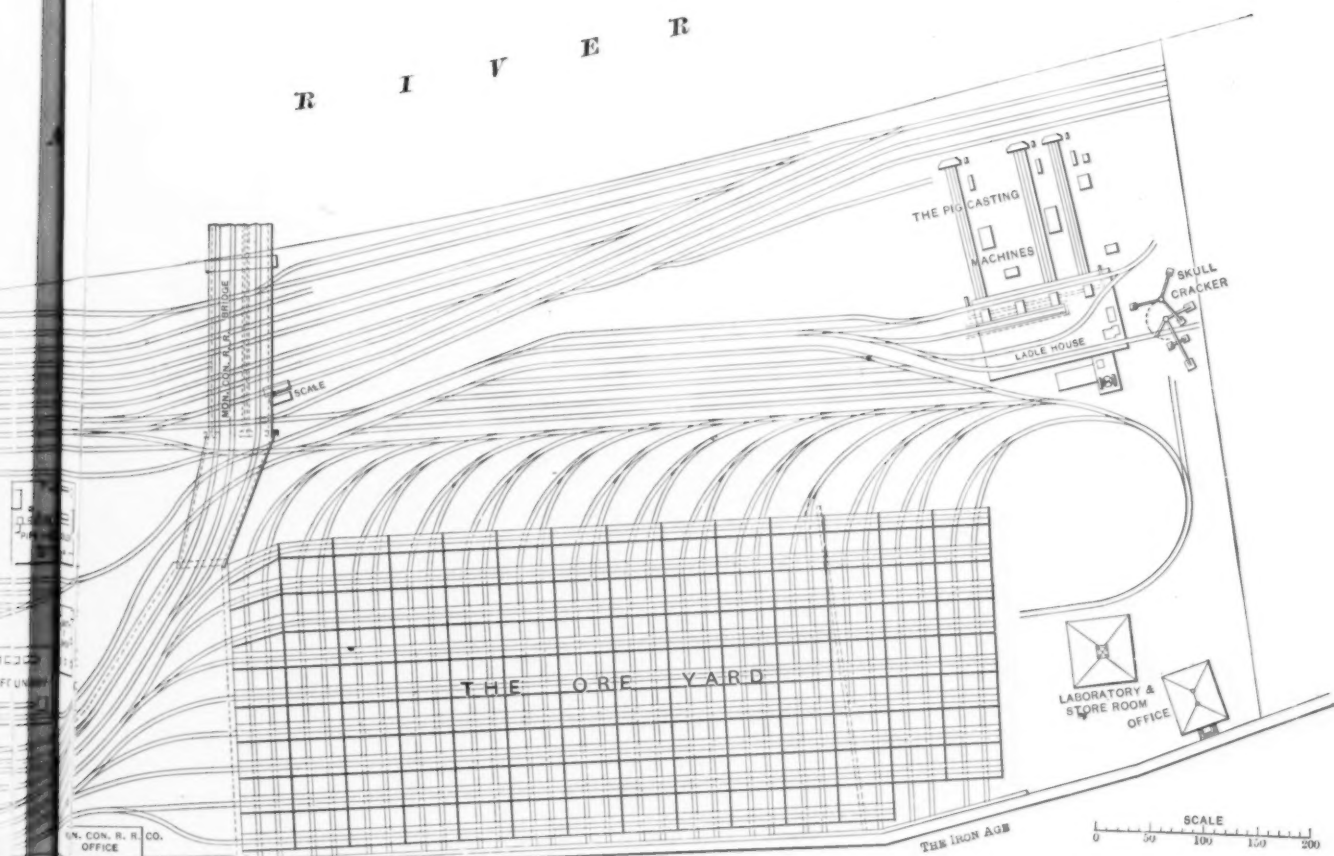 RIVER
THE PIG CASTING
MACHINES
SKULL
CRACKER
MON. CON. R. R. BRIDGE
SCALE
LADLE HOUSE
THE ORE YARD
LABORATORY &
STORE ROOM
OFFICE
CON. R. R. CO.
OFFICE
THE IRON AGE
SCALE
0 50 100 150 200